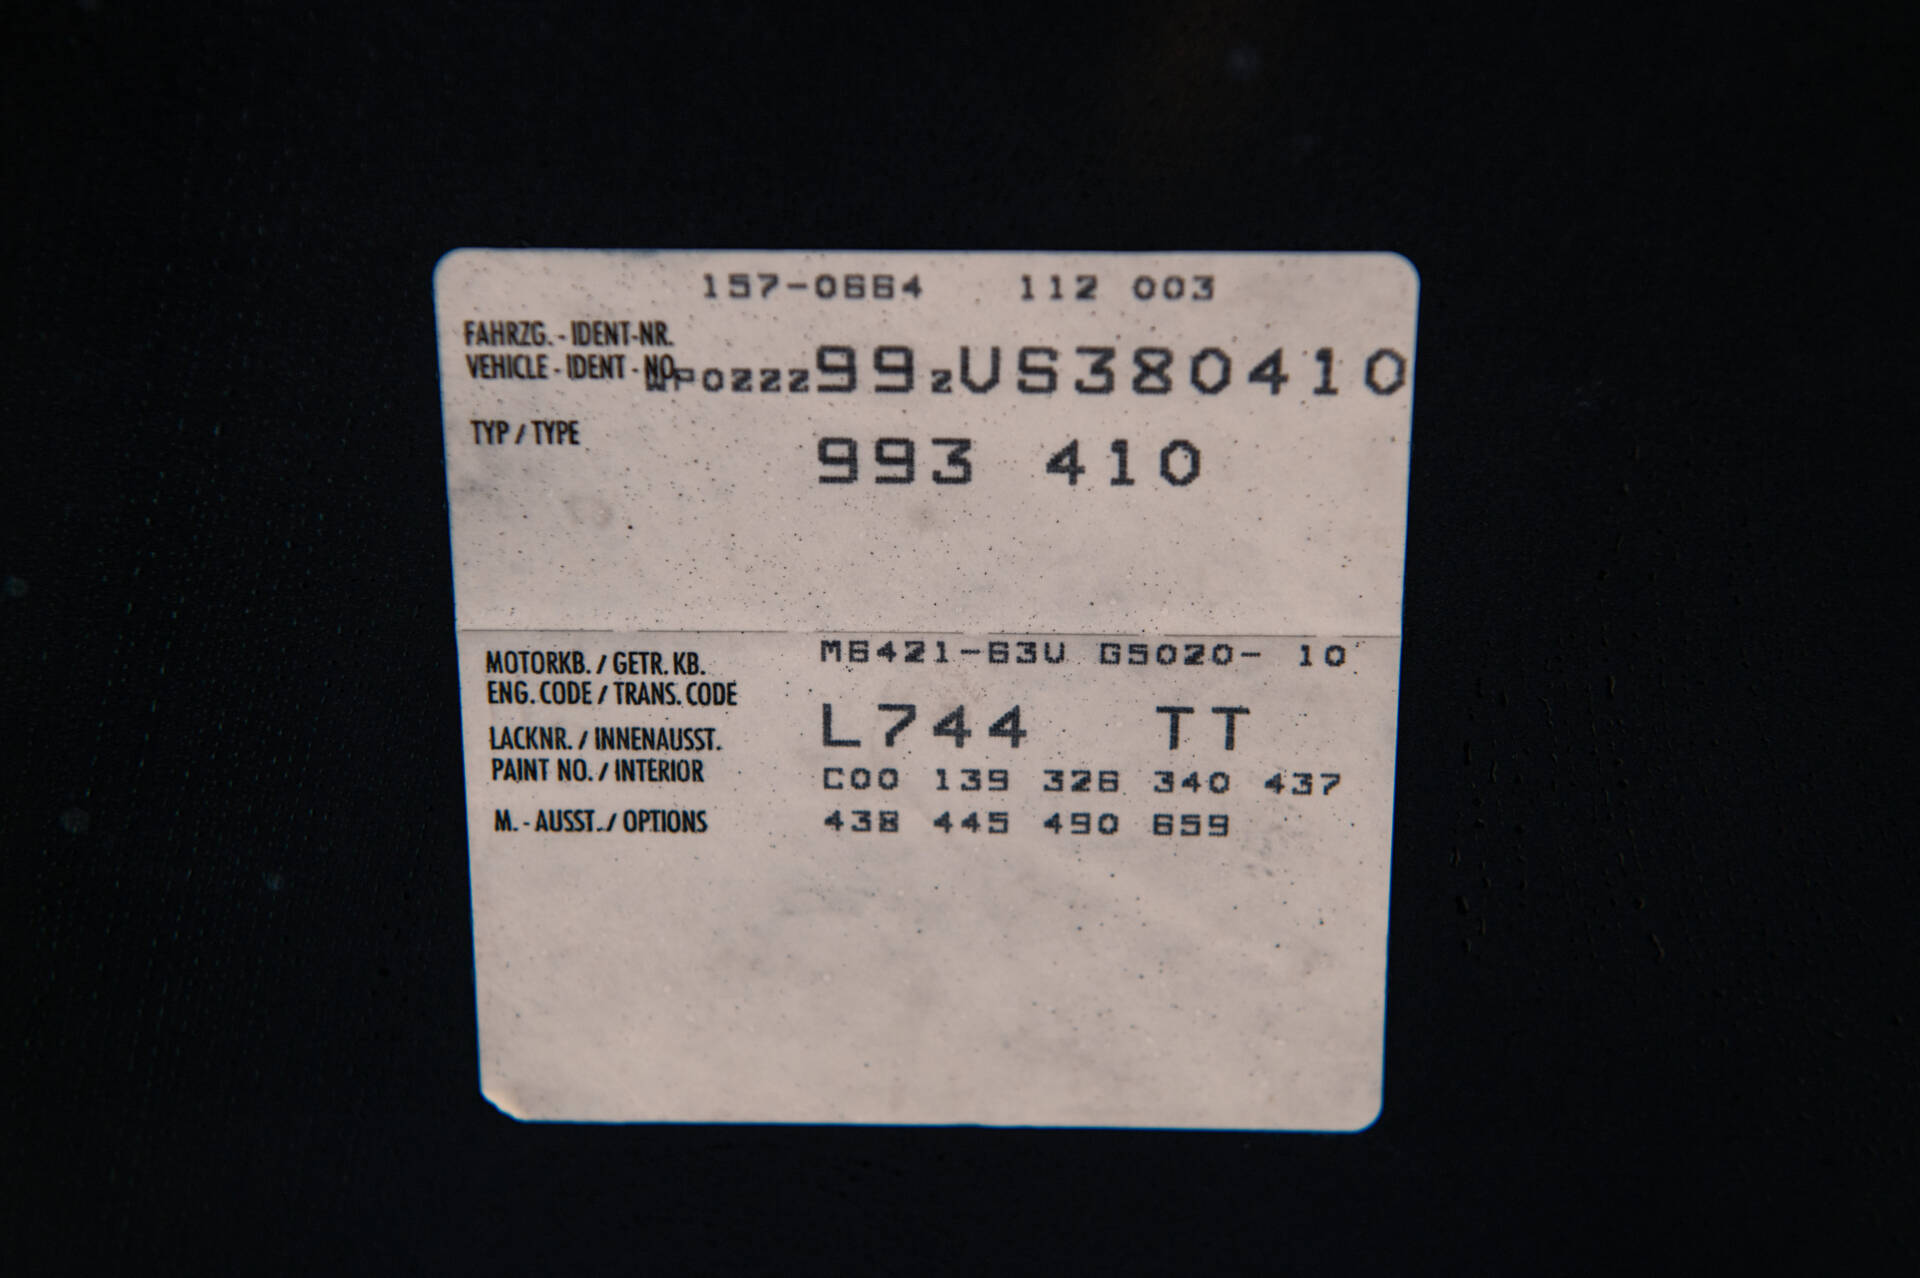 157-0664 112 003
FAHRZG.-IDENT-NR.
VEHICLE-IDENT-NO. WP0ZZZ99ZVS380410
TYP / TYPE
993 410
M6421-63V G5020- 10
MOTORKB. / GETR. KB.
ENG. CODE / TRANS. CODE
L744 TT
LACKNR. / INNENAUSST.
PAINT NO. / INTERIOR
C00 139 326 340 437
M.-AUSST. / OPTIONS
438 445 490 659